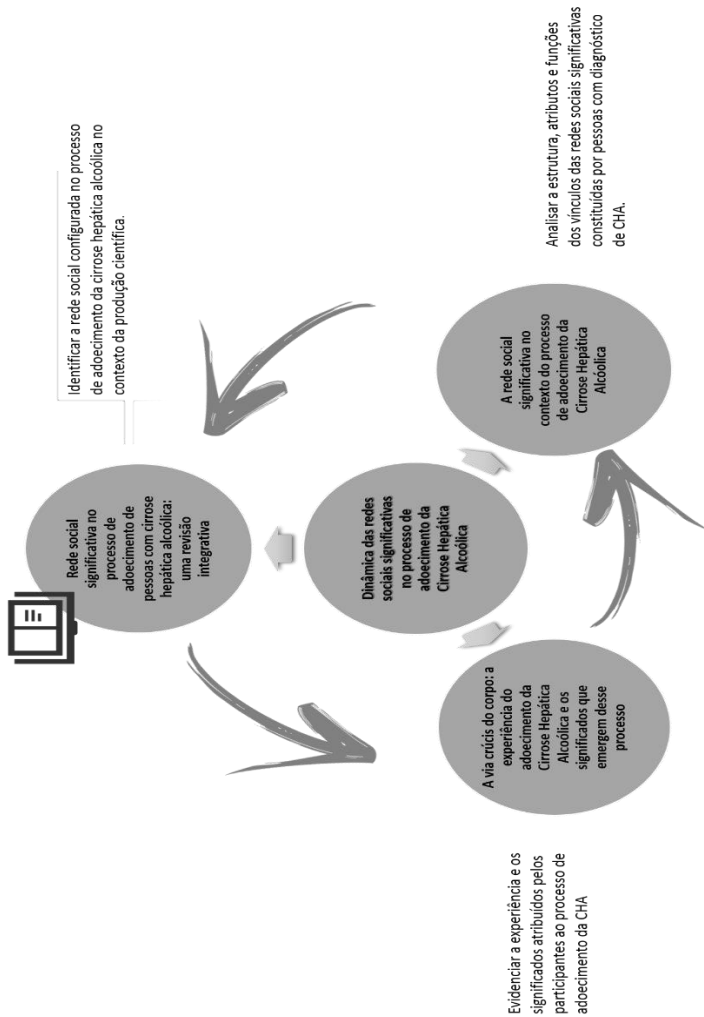 Identificar a rede social configurada no processo
de adoecimento da cirrose hepática alcoólica no
contexto da produção científica.
Rede social
significativa no
processo de
adoecimento de
pessoas com cirrose
hepática alcoólica:
uma revisão
integrativa
Dinâmica das redes
sociais significativas
no processo de
adoecimento da
Cirrose Hepática
Alcoólica
A via crúcis do corpo: a
experiência do
adoecimento da
Cirrose Hepática
Alcoólica e os
significados que
emergem desse
processo
A rede social
significativa no
contexto do processo
de adoecimento da
Cirrose Hepática
Alcóolica
Evidenciar a experiência e os
significados atribuídos pelos
participantes ao processo de
adoecimento da CHA
Analisar a estrutura, atributos e funções
dos vínculos das redes sociais significativas
constituídas por pessoas com diagnóstico
de CHA.